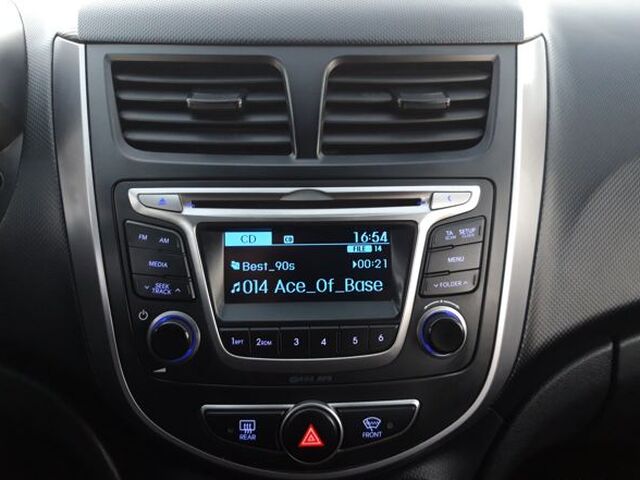 CD CD 16:54
FILE 14
Best_90s 00:21
014 Ace_Of_Base
FM AM
MEDIA
SEEK
TRACK
TA SETUP
MENU
FOLDER
1RPT 2RDM 3 4 5 6
REAR
FRONT